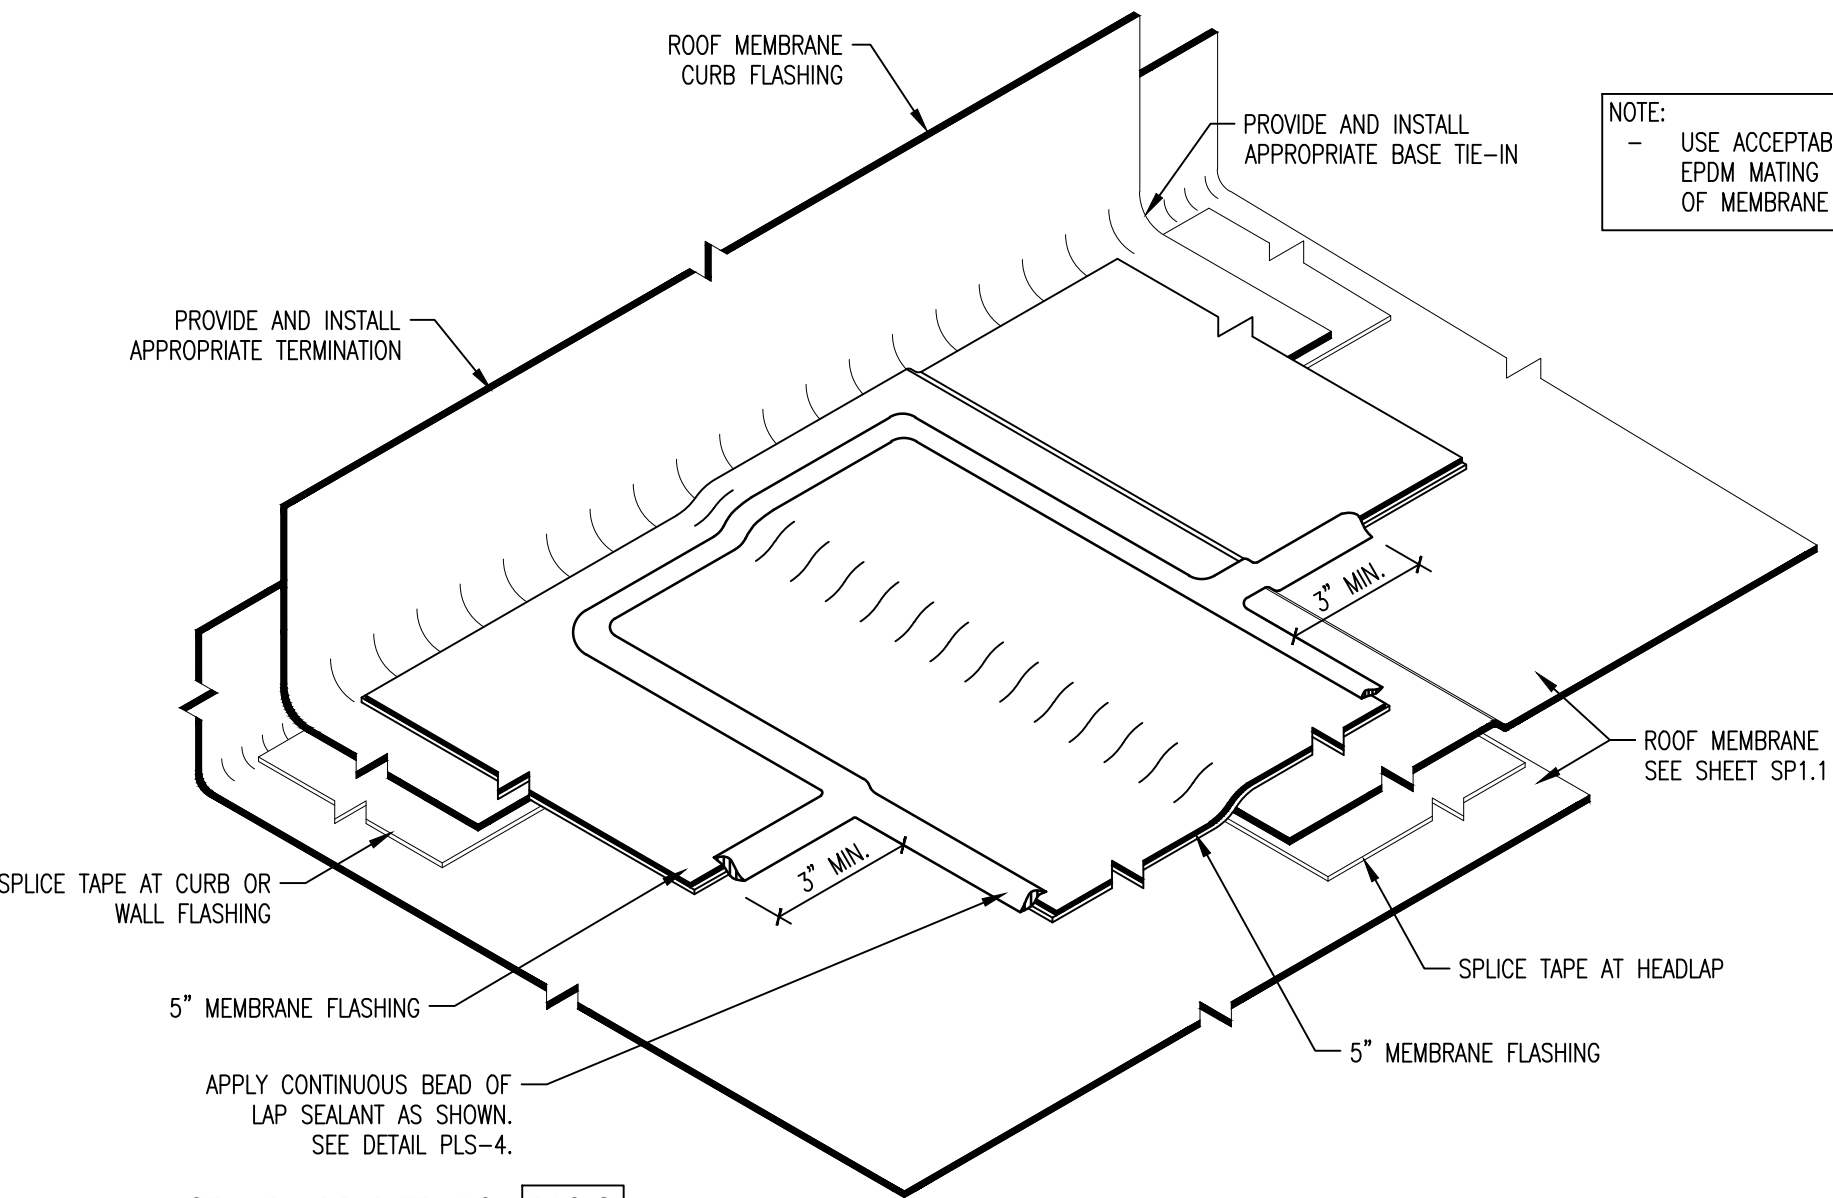 ROOF MEMBRANE
CURB FLASHING
PROVIDE AND INSTALL
APPROPRIATE BASE TIE-IN
NOTE:
- USE
EPDM MATING
OF MEMBRANE
PROVIDE AND INSTALL
APPROPRIATE TERMINATION
3" MIN.
ROOF MEMBRANE
SEE SHEET SP1.1
3" MIN.
SPLICE TAPE AT CURB OR
WALL FLASHING
SPLICE TAPE AT HEADLAP
5" MEMBRANE FLASHING
5" MEMBRANE FLASHING
APPLY CONTINUOUS BEAD OF
LAP SEALANT AS SHOWN.
SEE DETAIL PLS-4.